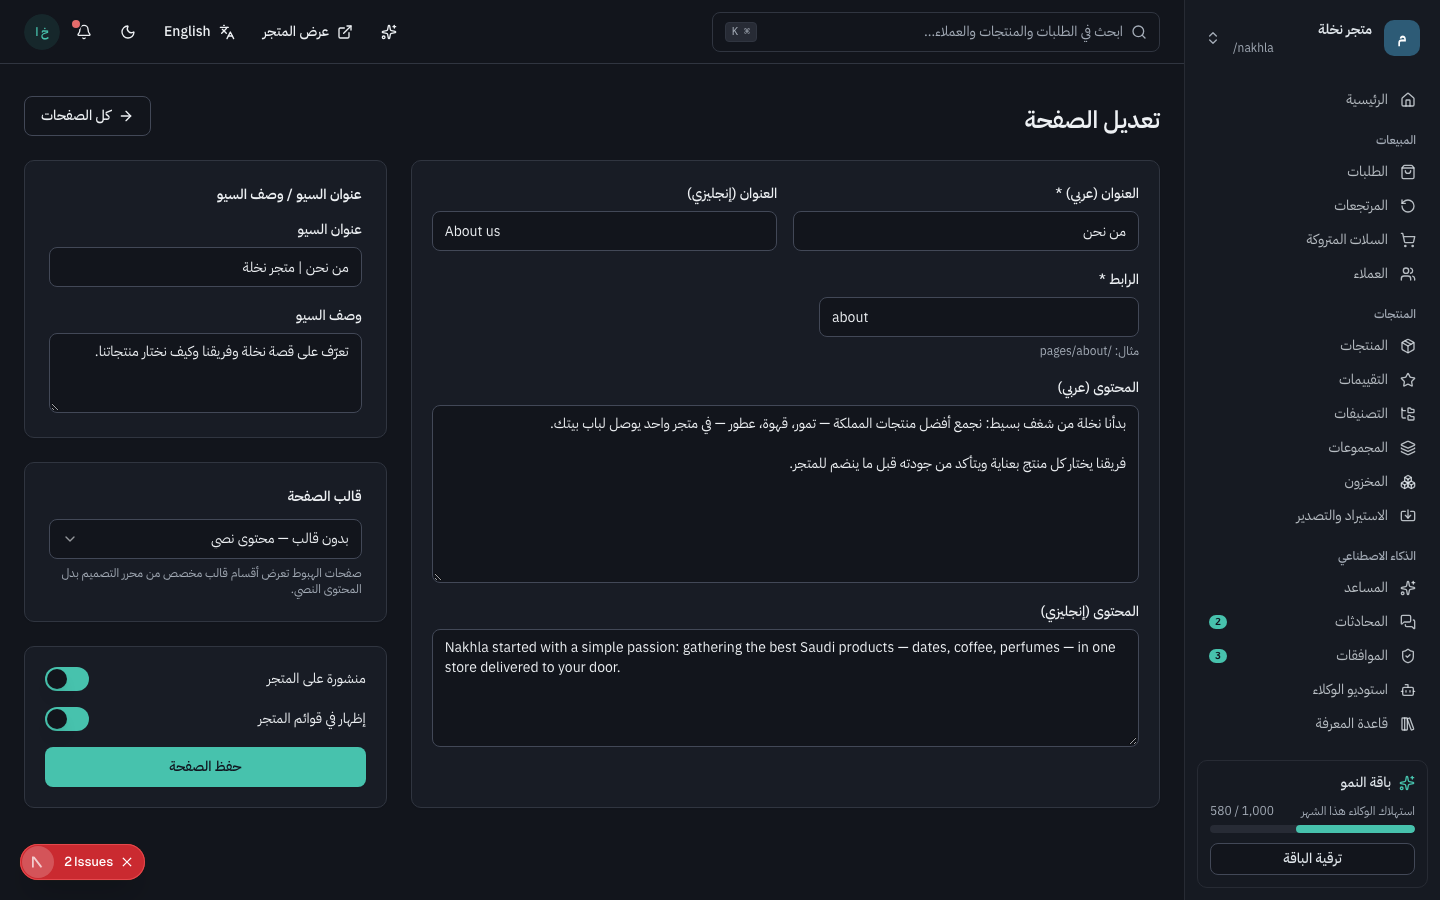 متجر نخلة
/nakhla
م
ابحث في الطلبات والمنتجات والعملاء...
⌘ K
عرض المتجر
English
خ ا
الرئيسية
المبيعات
الطلبات
المرتجعات
السلات المتروكة
العملاء
المنتجات
المنتجات
التقييمات
التصنيفات
المجموعات
المخزون
الاستيراد والتصدير
الذكاء الاصطناعي
المساعد
المحادثات
2
الموافقات
3
استوديو الوكلاء
قاعدة المعرفة
باقة النمو
استهلاك الوكلاء هذا الشهر
580 / 1,000
ترقية الباقة
تعديل الصفحة
كل الصفحات
العنوان (عربي) *
من نحن
العنوان (إنجليزي)
About us
الرابط *
about
مثال: /pages/about
المحتوى (عربي)
بدأنا نخلة من شغف بسيط: نجمع أفضل منتجات المملكة — تمور، قهوة، عطور — في متجر واحد يوصل لباب بيتك.
فريقنا يختار كل منتج بعناية ويتأكد من جودته قبل ما ينضم للمتجر.
المحتوى (إنجليزي)
Nakhla started with a simple passion: gathering the best Saudi products — dates, coffee, perfumes — in one
store delivered to your door.
عنوان السيو / وصف السيو
عنوان السيو
من نحن | متجر نخلة
وصف السيو
تعرّف على قصة نخلة وفريقنا وكيف نختار منتجاتنا.
قالب الصفحة
بدون قالب — محتوى نصي
صفحات الهبوط تعرض أقسام قالب مخصص من محرر التصميم بدل
المحتوى النصي.
منشورة على المتجر
إظهار في قوائم المتجر
حفظ الصفحة
2 Issues